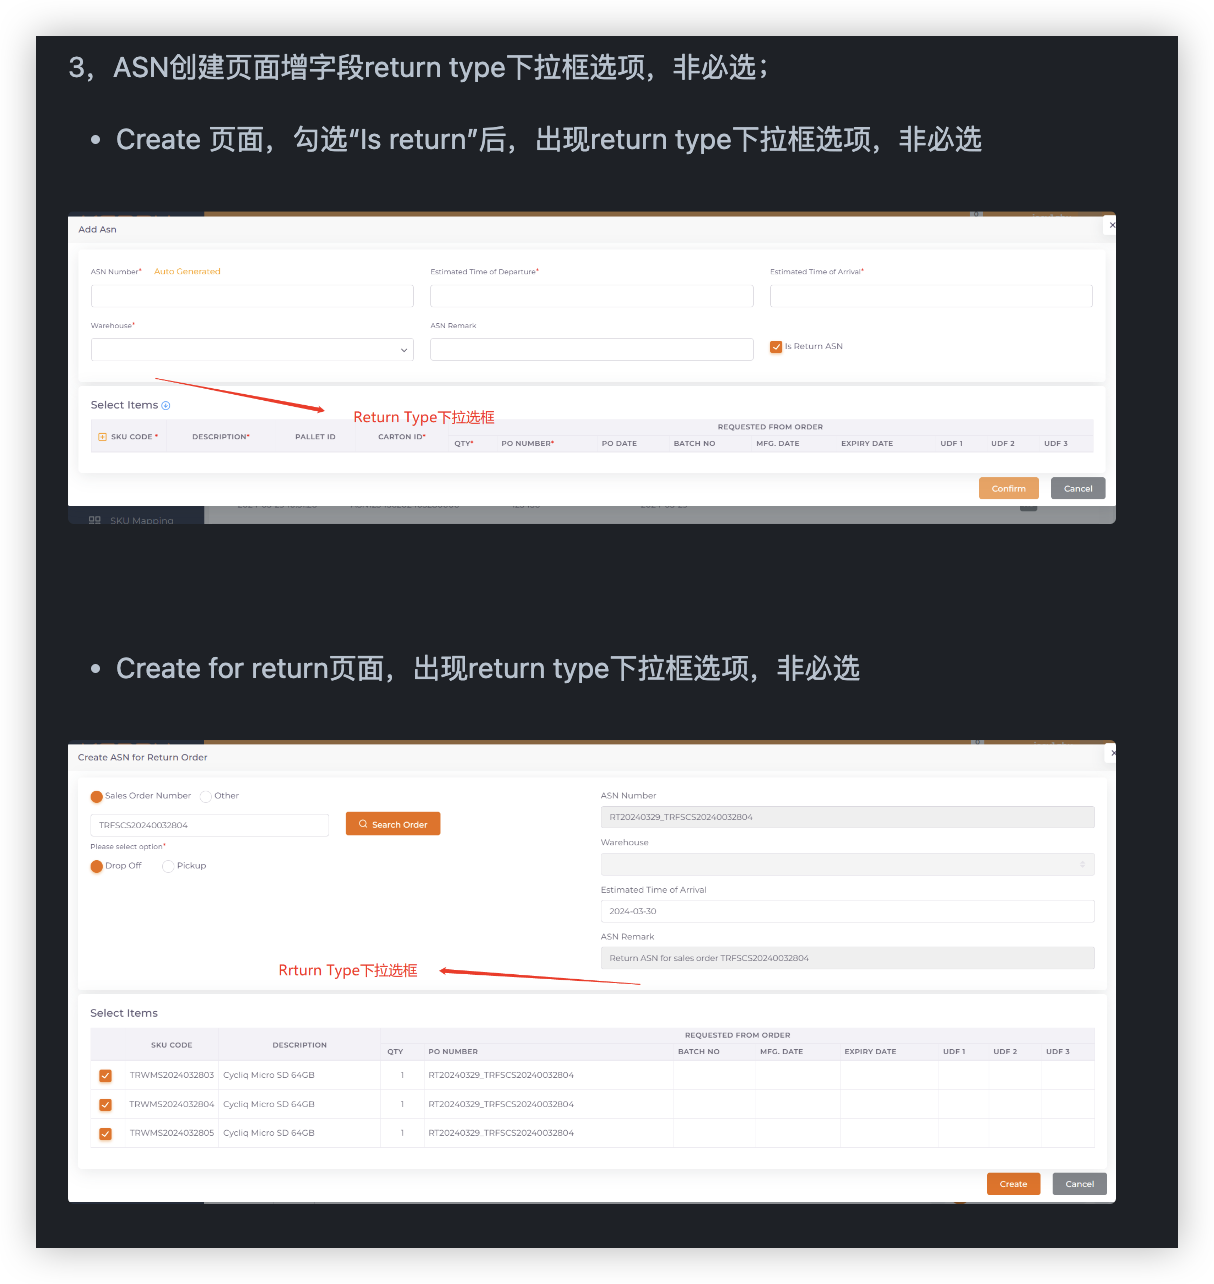 3，ASN创建页面增字段return type下拉框选项，非必选；
• Create 页面，勾选“Is return”后，出现return type下拉框选项，非必选
Add Asn
×
ASN Number* Auto Generated
Estimated Time of Departure*
Estimated Time of Arrival*
Warehouse*
ASN Remark
Is Return ASN
Select Items
Return Type下拉选框
SKU CODE * DESCRIPTION* PALLET ID CARTON ID* REQUESTED FROM ORDER
QTY* PO NUMBER* PO DATE BATCH NO MFG. DATE EXPIRY DATE UDF 1 UDF 2 UDF 3
Confirm Cancel
SKU Mapping
• Create for return页面，出现return type下拉框选项，非必选
Create ASN for Return Order
×
Sales Order Number Other
TRFSCS20240032804
Search Order
Please select option*
Drop Off Pickup
ASN Number
RT20240329_TRFSCS20240032804
Warehouse
Estimated Time of Arrival
2024-03-30
ASN Remark
Return ASN for sales order TRFSCS20240032804
Rrturn Type下拉选框
Select Items
SKU CODE DESCRIPTION REQUESTED FROM ORDER
QTY PO NUMBER BATCH NO MFG. DATE EXPIRY DATE UDF 1 UDF 2 UDF 3
TRWMS2024032803 Cycliq Micro SD 64GB 1 RT20240329_TRFSCS20240032804
TRWMS2024032804 Cycliq Micro SD 64GB 1 RT20240329_TRFSCS20240032804
TRWMS2024032805 Cycliq Micro SD 64GB 1 RT20240329_TRFSCS20240032804
Create Cancel